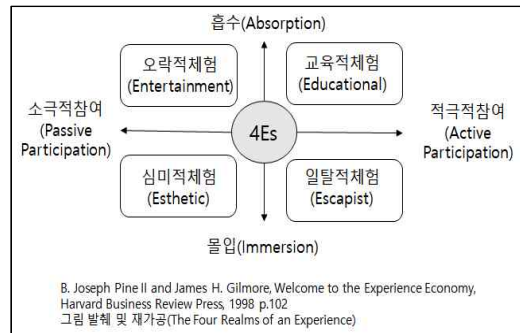 흡수(Absorption)
오락적체험
(Entertainment)
교육적체험
(Educational)
소극적참여
(Passive
Participation)
4Es
적극적참여
(Active
Participation)
심미적체험
(Esthetic)
일탈적체험
(Escapist)
몰입(Immersion)
B. Joseph Pine II and James H. Gilmore, Welcome to the Experience Economy,
Harvard Business Review Press, 1998 p.102
그림 발췌 및 재가공(The Four Realms of an Experience)